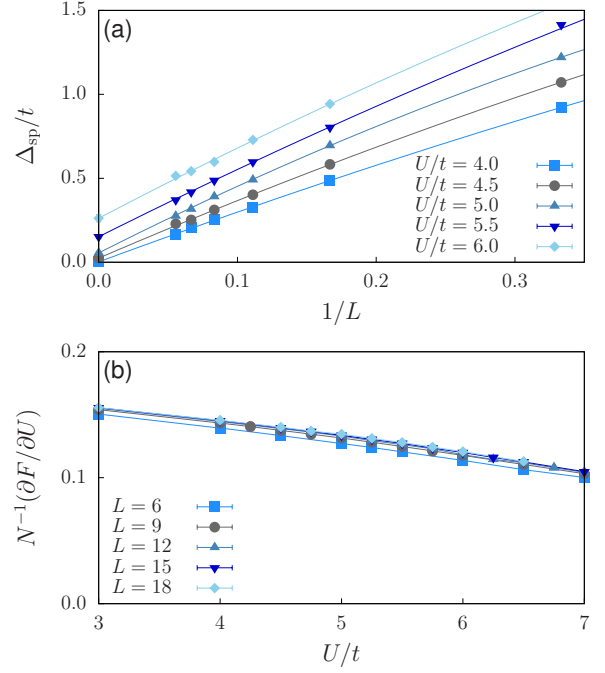 (a)
1.5
1.0
0.5
0.0
Δsp/t
U/t = 4.0
U/t = 4.5
U/t = 5.0
U/t = 5.5
U/t = 6.0
0.0 0.1 0.2 0.3
1/L
(b)
0.2
0.1
0.0
N⁻¹(∂F/∂U)
L = 6
L = 9
L = 12
L = 15
L = 18
3 4 5 6 7
U/t